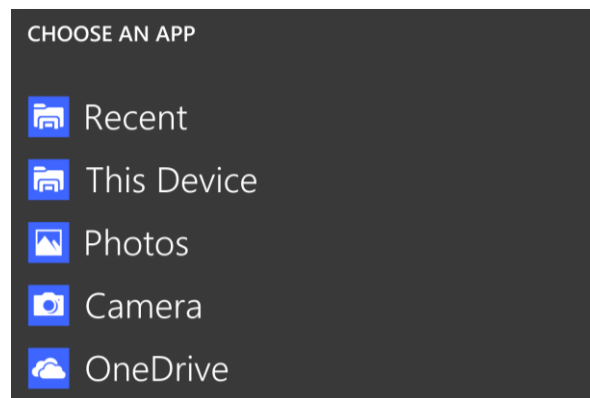 CHOOSE AN APP
Recent
This Device
Photos
Camera
OneDrive